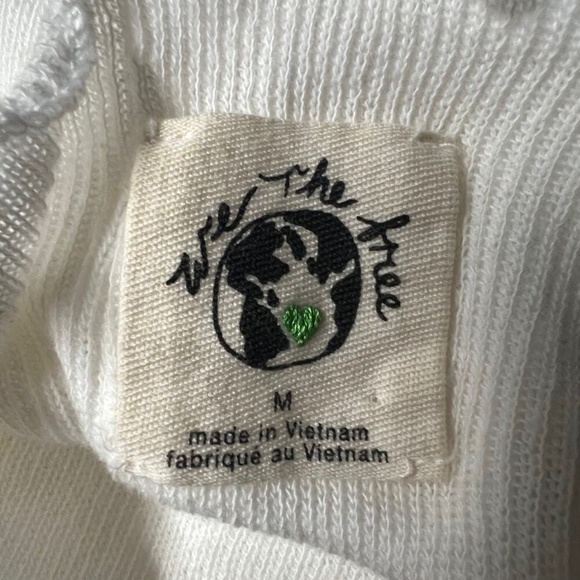 We The free
M
made in Vietnam
fabriqué au Vietnam